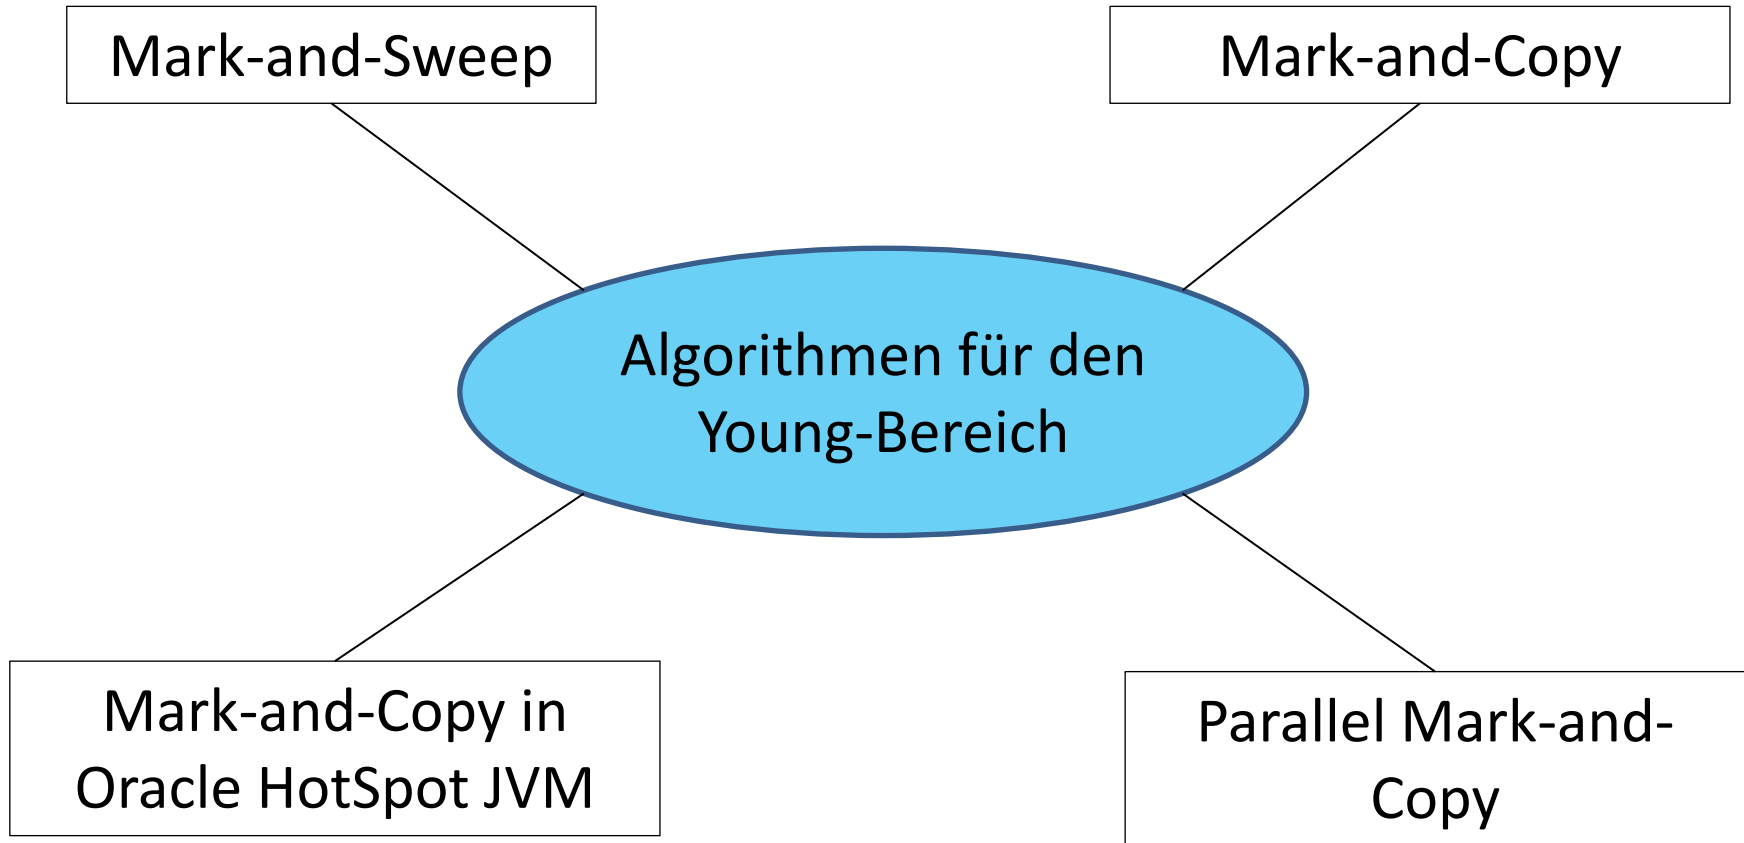 Mark-and-Sweep
Mark-and-Copy
Algorithmen für den
Young-Bereich
Mark-and-Copy in
Oracle HotSpot JVM
Parallel Mark-and-
Copy